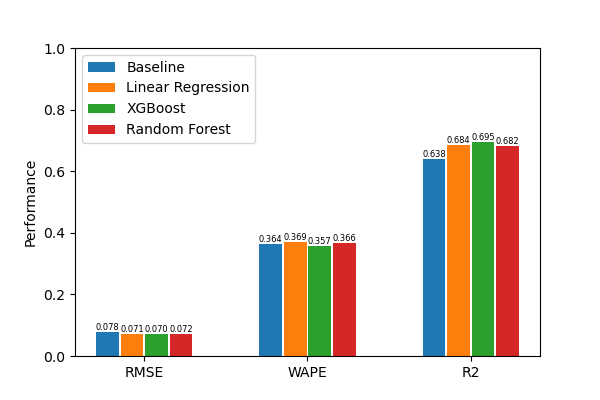 1.0
0.8
0.6
0.4
0.2
0.0
Performance
Baseline
Linear Regression
XGBoost
Random Forest
0.078 0.071 0.070 0.072
0.364 0.369 0.357 0.366
0.638 0.684 0.695 0.682
RMSE WAPE R2